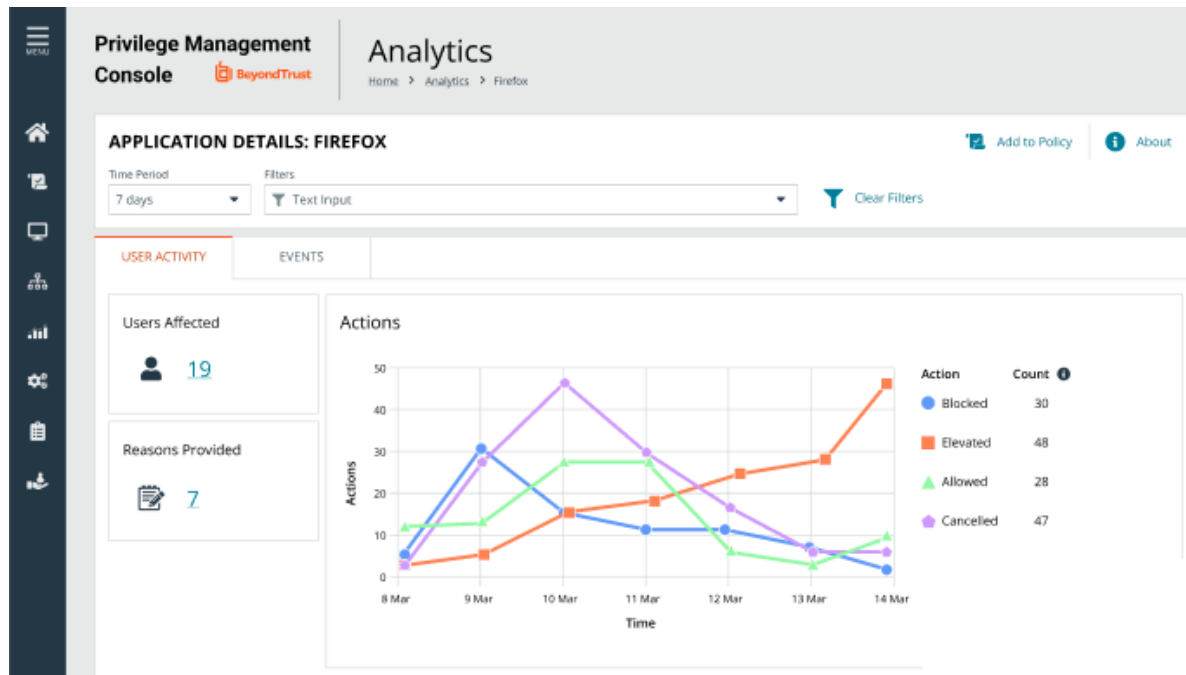 MENU
Privilege Management
Console
BeyondTrust
Analytics
Home > Analytics > Firefox
APPLICATION DETAILS: FIREFOX
Add to Policy
About
Time Period
Filters
7 days
Text Input
Clear Filters
USER ACTIVITY
EVENTS
Users Affected
19
Reasons Provided
7
Actions
50
40
30
20
10
0
Actions
8 Mar
9 Mar
10 Mar
11 Mar
12 Mar
13 Mar
14 Mar
Time
Action Count
Blocked 30
Elevated 48
Allowed 28
Cancelled 47